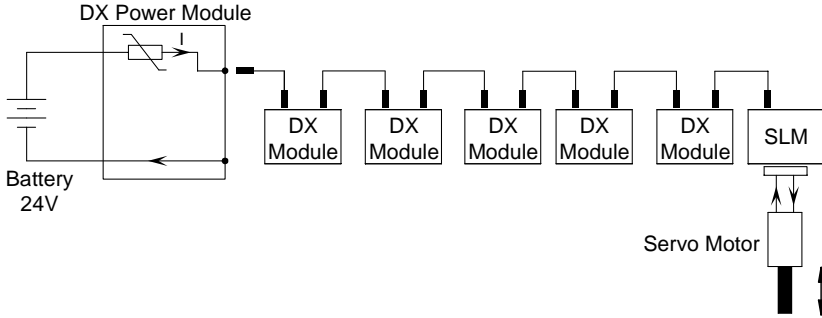 DX Power Module
I
Battery
24V
DX
Module
DX
Module
DX
Module
DX
Module
DX
Module
SLM
Servo Motor